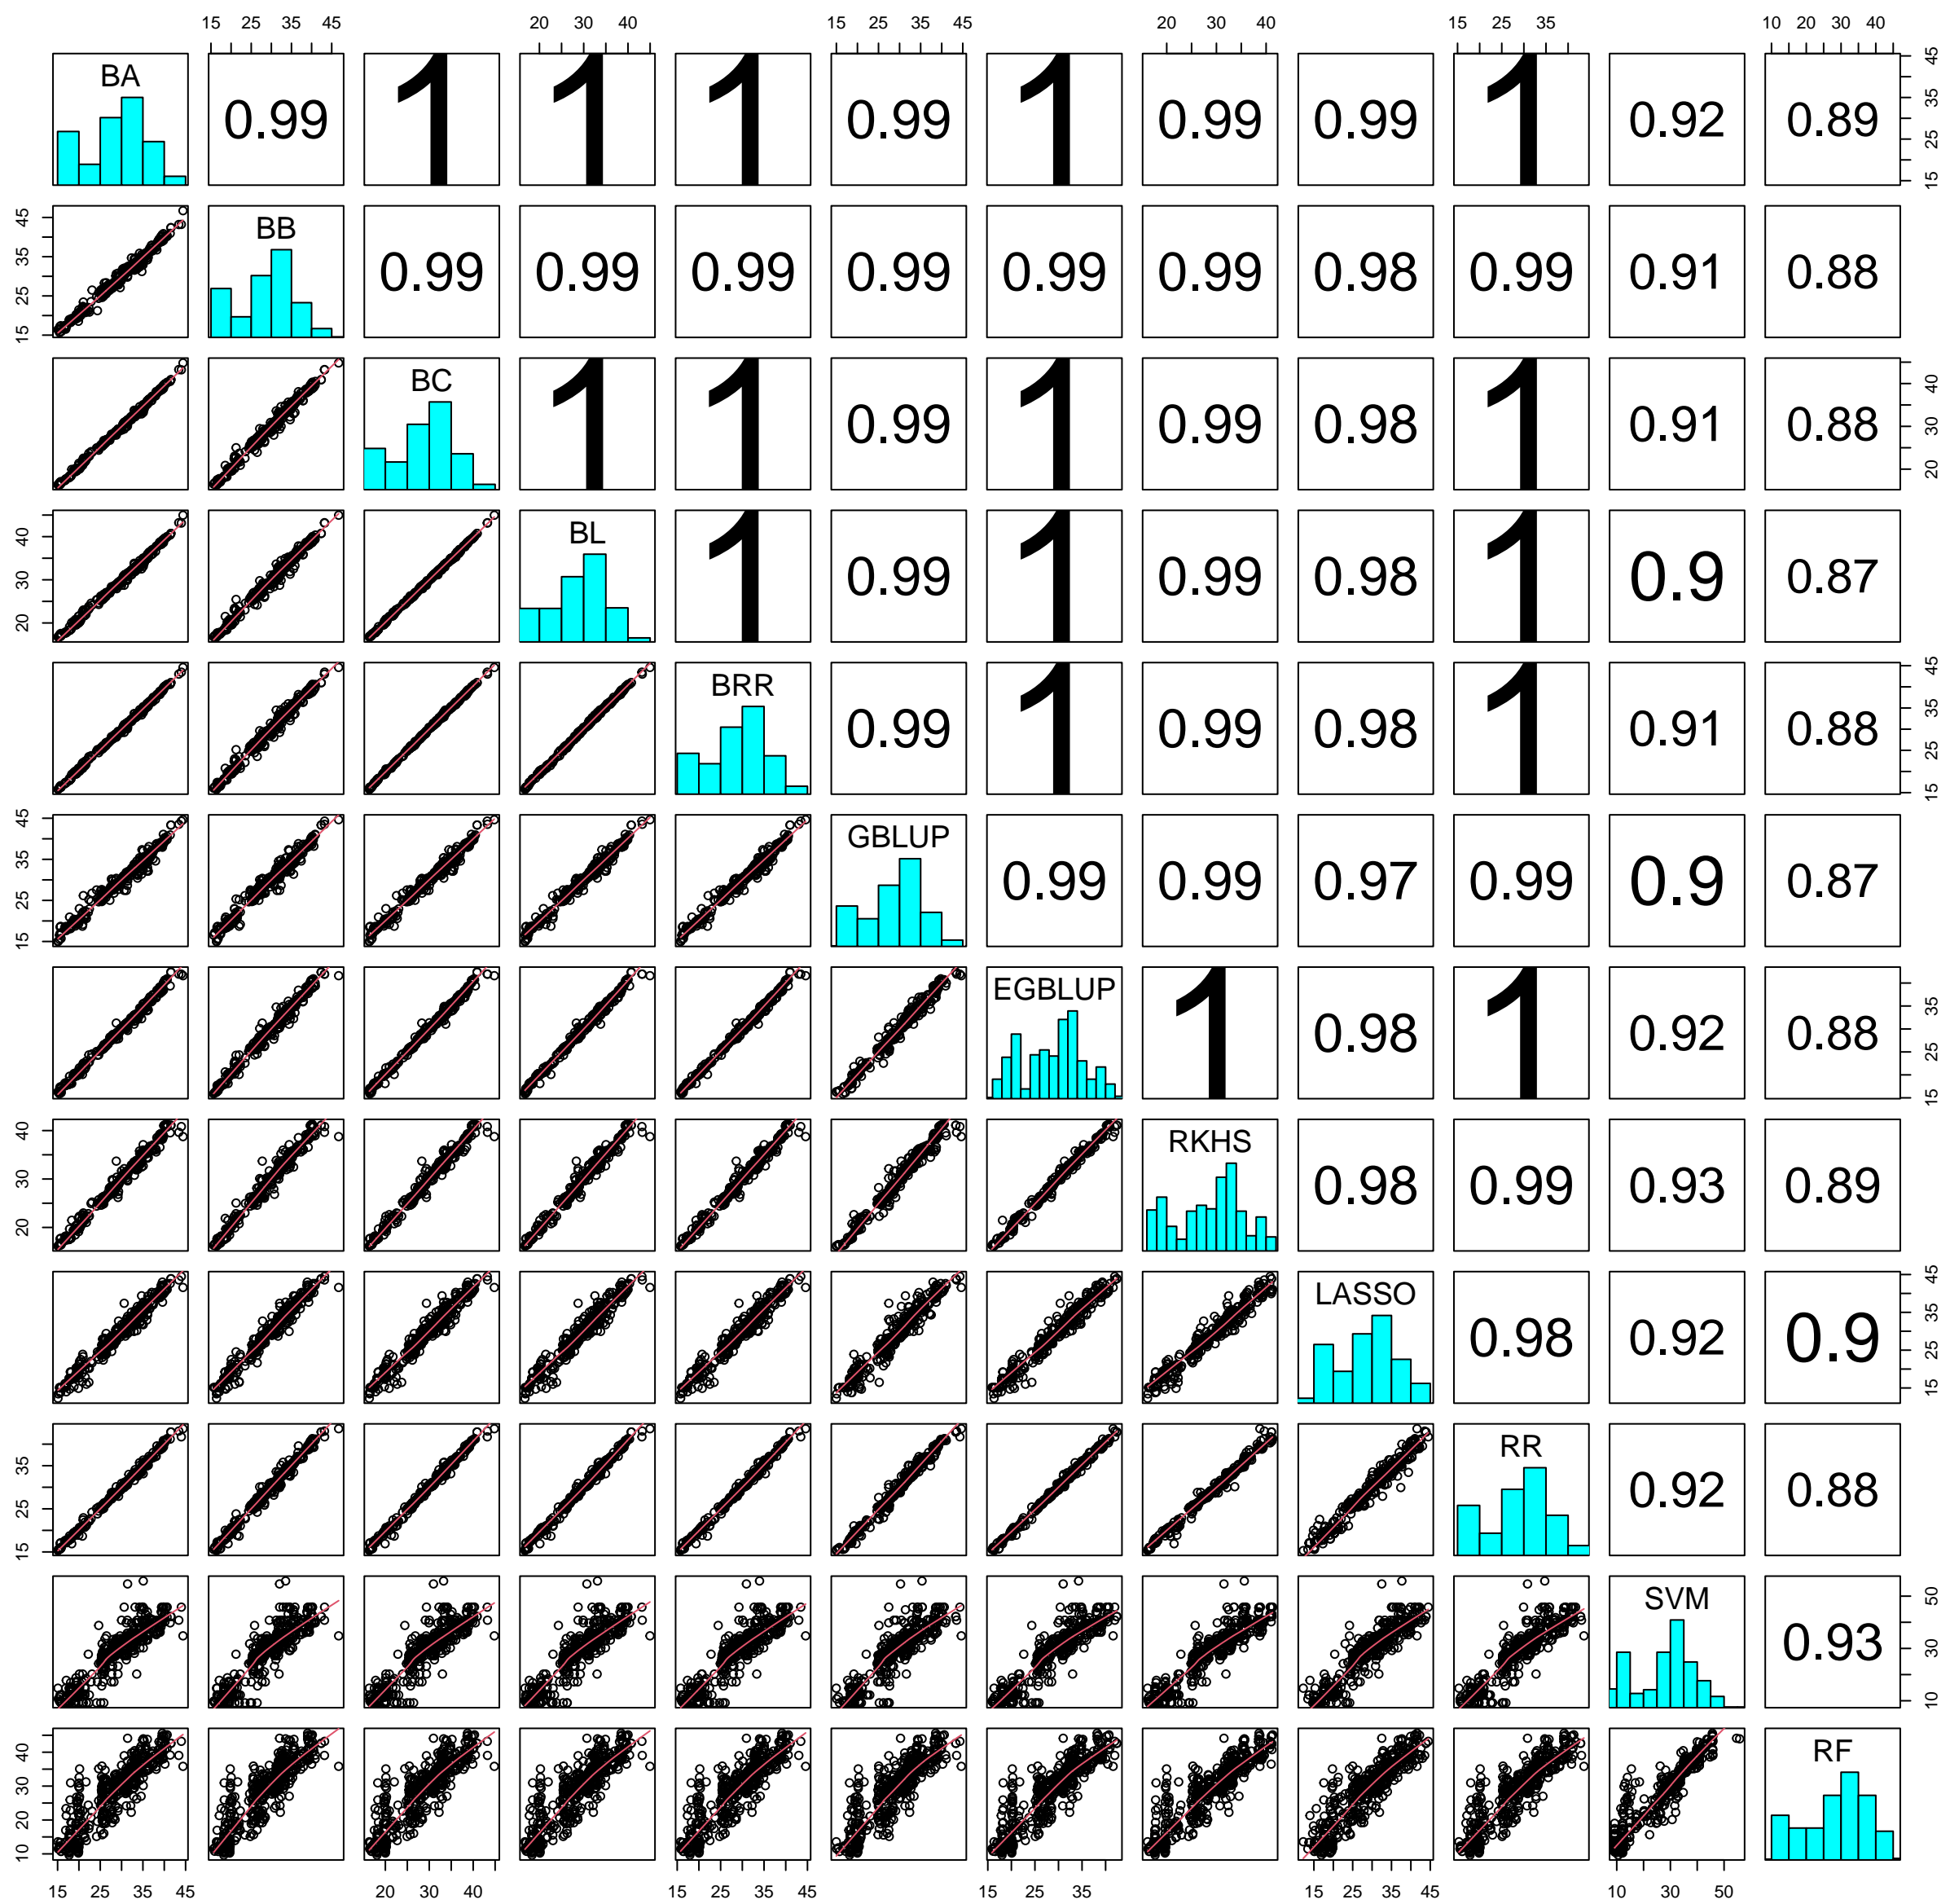 15 25 35 45 20 30 40 15 25 35 45 20 30 40 15 25 35 10 20 30 40
BA 0.99 1 1 1 0.99 1 0.99 0.99 1 0.92 0.89 15 25 35 45
15 25 35 45 BB 0.99 0.99 0.99 0.99 0.99 0.99 0.98 0.99 0.91 0.88
BC 1 1 0.99 1 0.99 0.98 1 0.91 0.88 20 30 40
20 30 40 BL 1 0.99 1 0.99 0.98 1 0.9 0.87
BRR 0.99 1 0.99 0.98 1 0.91 0.88 15 25 35 45
15 25 35 45 GBLUP 0.99 0.99 0.97 0.99 0.9 0.87
EGBLUP 1 0.98 1 0.92 0.88 15 25 35
20 30 40 RKHS 0.98 0.99 0.93 0.89
LASSO 0.98 0.92 0.9 15 25 35 45
15 25 35 RR 0.92 0.88
SVM 0.93 10 30 50
10 20 30 40 RF
15 25 35 45 20 30 40 15 25 35 45 15 25 35 15 25 35 45 10 30 50